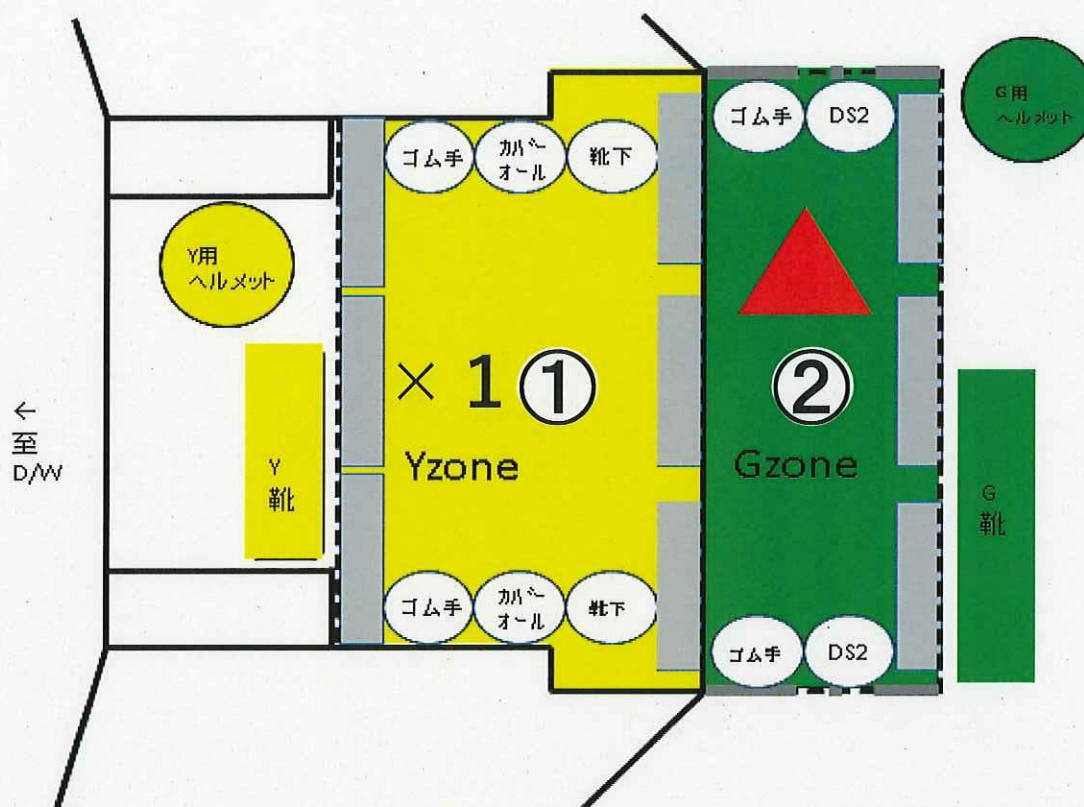 G用
ヘルメット
ゴム手
DS2
ゴム手
カバー
オール
靴下
Y用
ヘルメット
×1
①
②
←
至
D/W
Yzone
Gzone
Y
靴
G
靴
ゴム手
カバー
オール
靴下
ゴム手
DS2